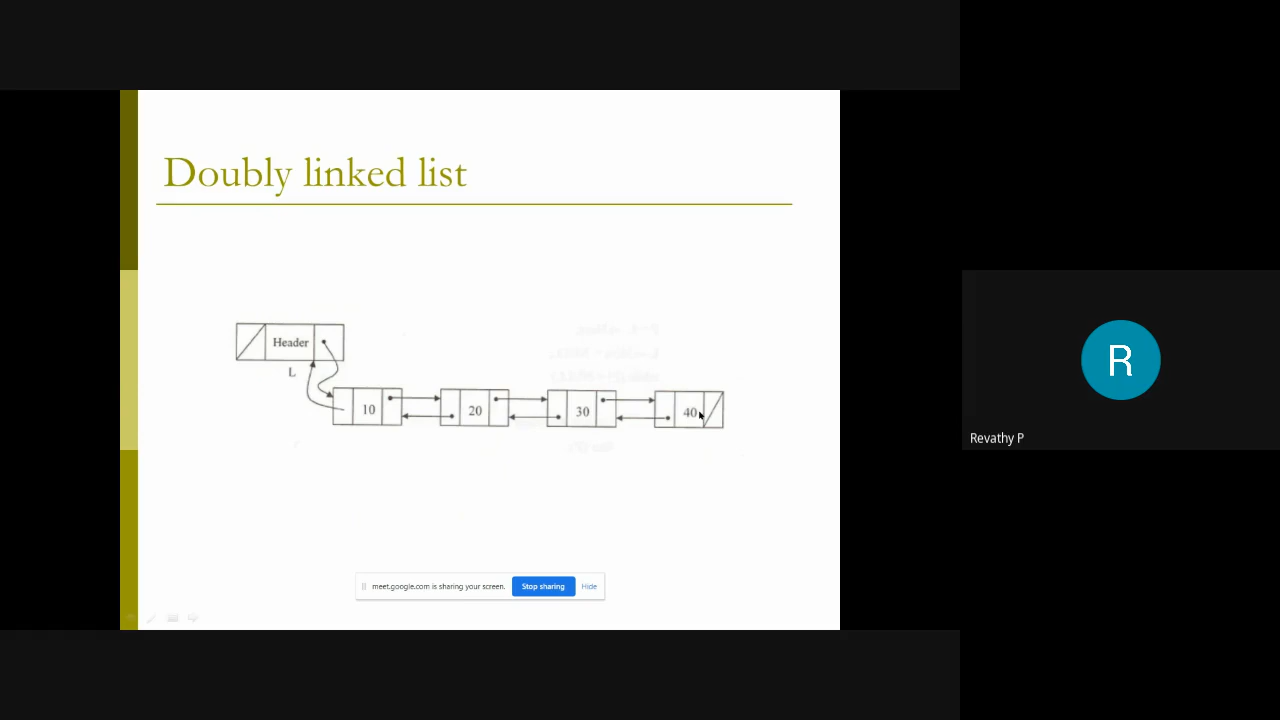 Doubly linked list
Header
L
10 20 30 40
meet.google.com is sharing your screen. Stop sharing Hide
R
Revathy P